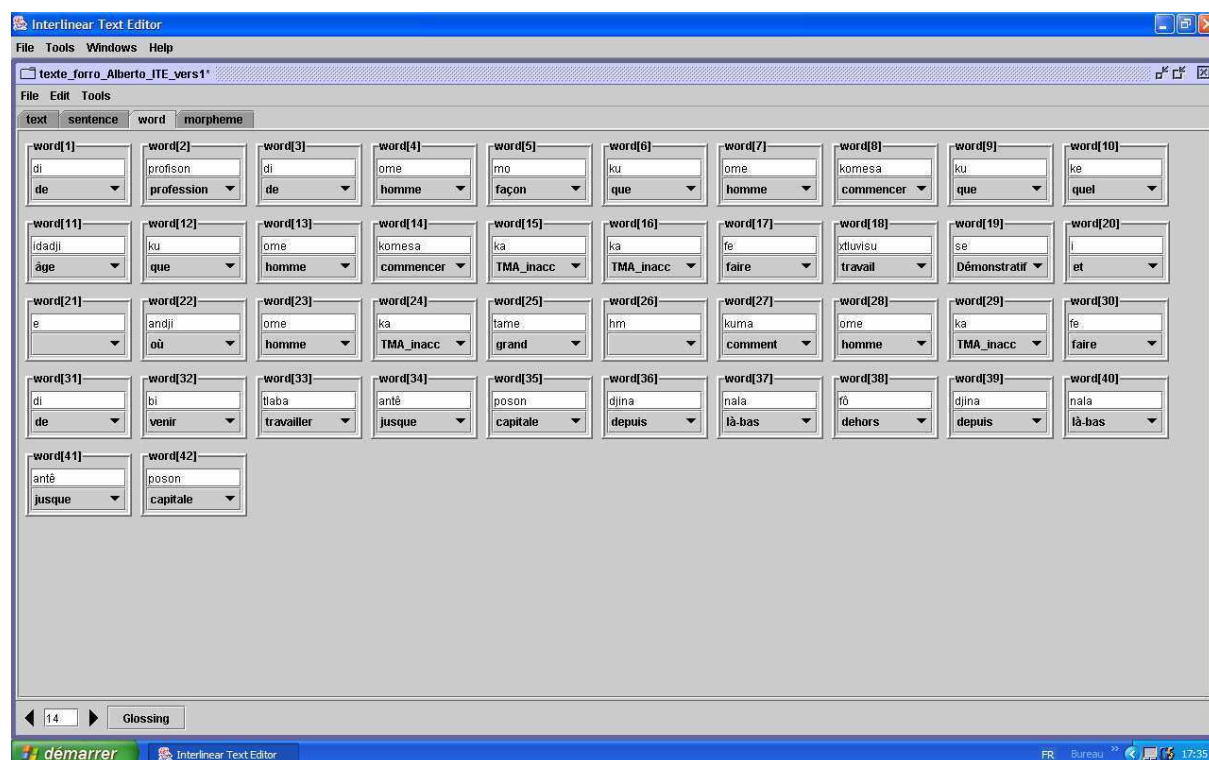 Interlinear Text Editor
File Tools Windows Help
texte_forro_Alberto_ITE_vers1*
File Edit Tools
text sentence word morpheme
word[1] word[2] word[3] word[4] word[5] word[6] word[7] word[8] word[9] word[10]
di profison di ome mo ku ome komesa ku ke
de profession de homme façon que homme commencer que quel
word[11] word[12] word[13] word[14] word[15] word[16] word[17] word[18] word[19] word[20]
idadji ku ome komesa ka ka fe xtluvisu se i
âge que homme commencer TMA_inacc TMA_inacc faire travail Démonstratif et
word[21] word[22] word[23] word[24] word[25] word[26] word[27] word[28] word[29] word[30]
e andji ome ka tame hm kuma ome ka fe
où homme TMA_inacc grand comment homme TMA_inacc faire
word[31] word[32] word[33] word[34] word[35] word[36] word[37] word[38] word[39] word[40]
di bi tlaba antê poson djina nala fô djina nala
de venir travailler jusque capitale depuis là-bas dehors depuis là-bas
word[41] word[42]
antê poson
jusque capitale
14 Glossing
démarrer Interlinear Text Editor FR Bureau » 17:35